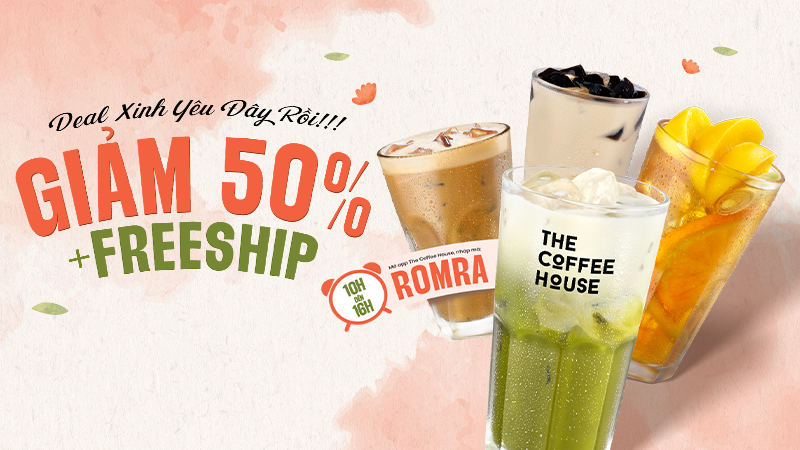 Deal Xinh Yêu Đây Rồi!!!
GIẢM 50%
+FREESHIP
Mở app The Coffee House, nhập mã:
ROMRA
10H
ĐẾN
16H
THE
COFFEE
HOUSE